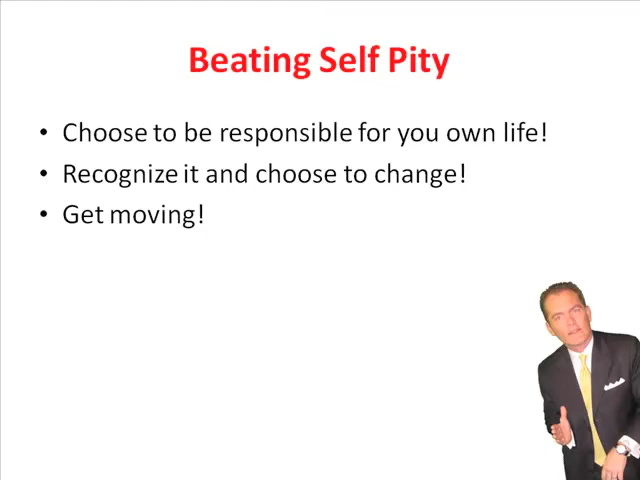 Beating Self Pity
• Choose to be responsible for you own life!
• Recognize it and choose to change!
• Get moving!